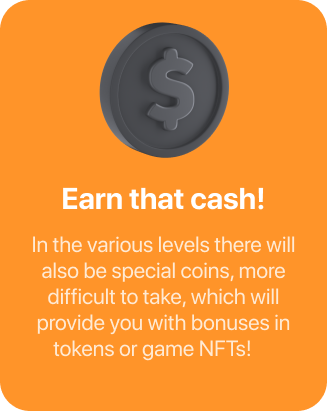 $
Earn that cash!
In the various levels there will
also be special coins, more
difficult to take, which will
provide you with bonuses in
tokens or game NFTs!